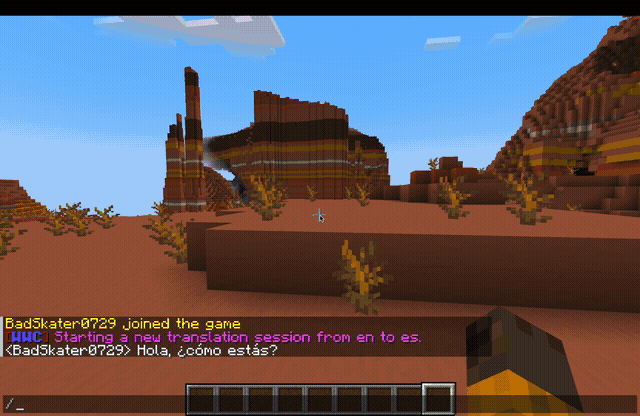 BadSkater0729 joined the game
[WWC] Starting a new translation session from en to es.
<BadSkater0729> Hola, ¿cómo estás?
/_